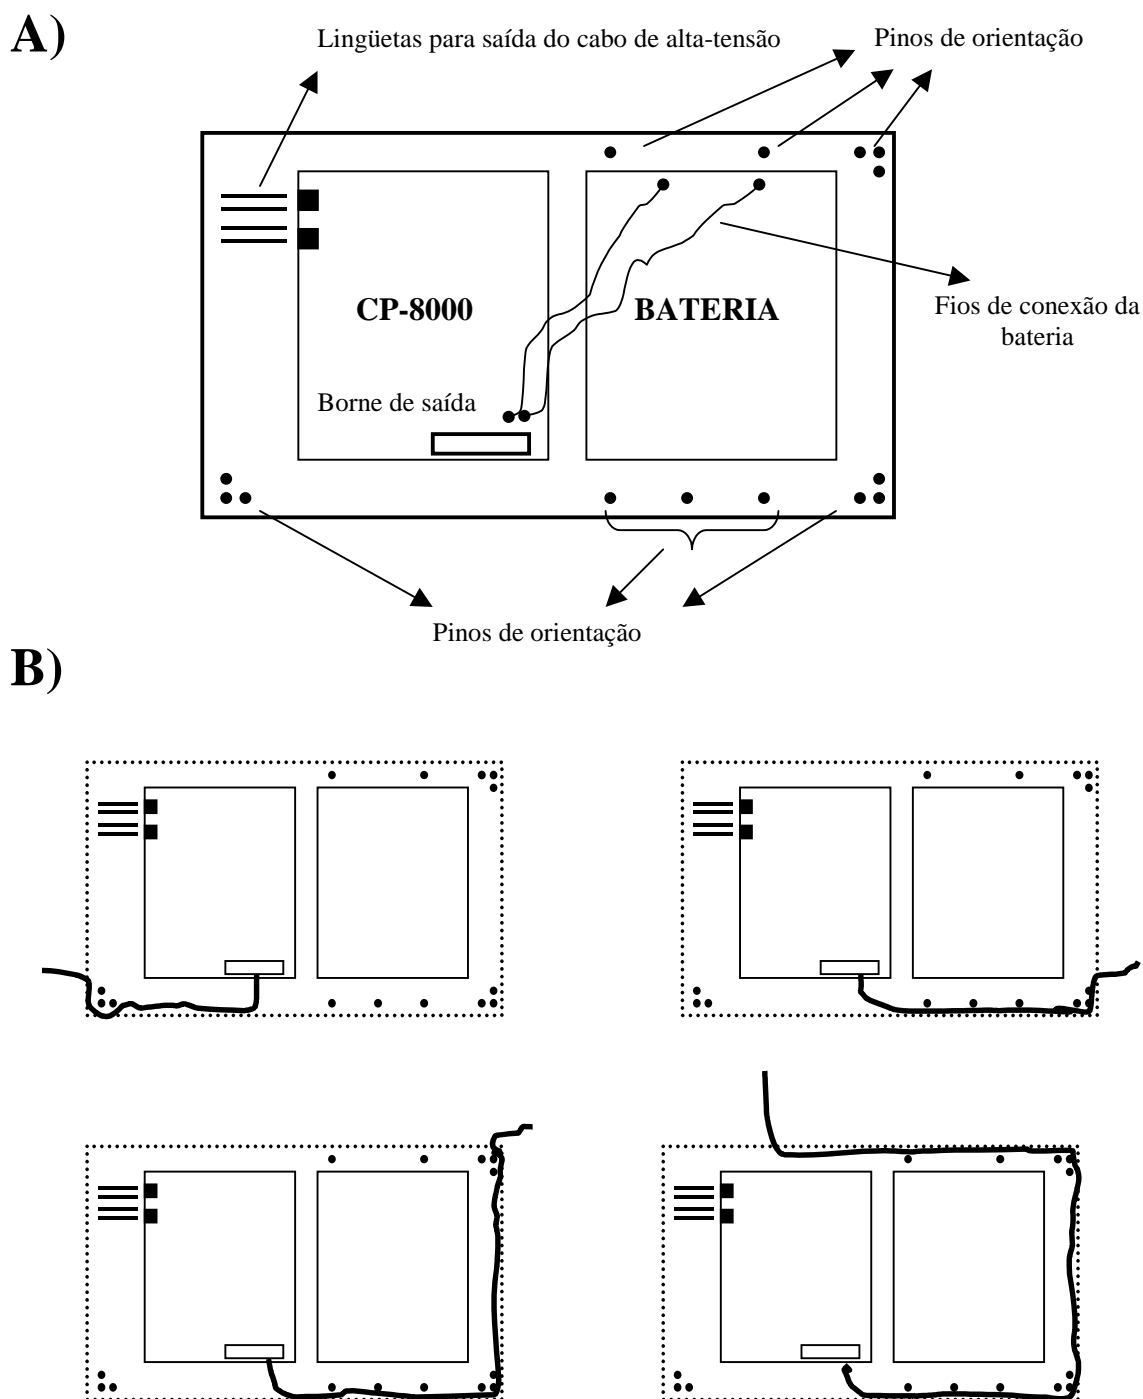 A)
Lingüetas para saída do cabo de alta-tensão
Pinos de orientação
CP-8000
BATERIA
Fios de conexão da
bateria
Borne de saída
Pinos de orientação
B)